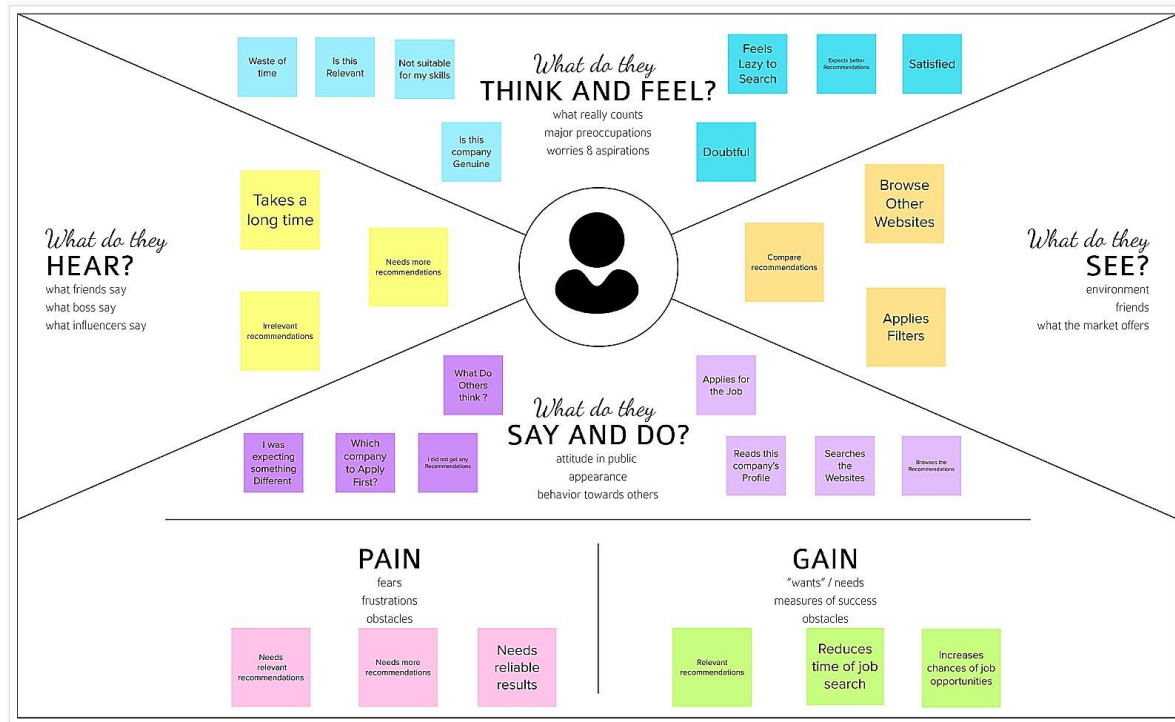 Waste of
time
Is this
Relevant
Not suitable
for my skills
What do they
THINK AND FEEL?
what really counts
major preoccupations
worries & aspirations
Feels
Lazy to
Search
Expects better
Recommendations
Satisfied
Is this
company
Genuine
Doubtful
What do they
HEAR?
what friends say
what boss say
what influencers say
Takes a
long time
Needs more
recommendations
Irrelevant
recommendations
Compare
recommendations
Browse
Other
Websites
Applies
Filters
What do they
SEE?
environment
friends
what the market offers
What Do
Others
think ?
I was
expecting
something
Different
Which
company
to Apply
First?
I did not get any
Recommendations
What do they
SAY AND DO?
attitude in public
appearance
behavior towards others
Applies for
the Job
Reads this
company's
Profile
Searches
the
Websites
Browses the
Recommendations
PAIN
fears
frustrations
obstacles
Needs
relevant
recommendations
Needs more
recommendations
Needs
reliable
results
GAIN
"wants" / needs
measures of success
obstacles
Relevant
recommendations
Reduces
time of job
search
Increases
chances of job
opportunities